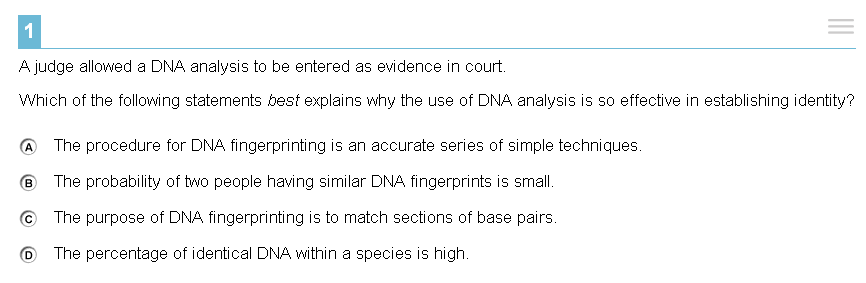 1
A judge allowed a DNA analysis to be entered as evidence in court.
Which of the following statements best explains why the use of DNA analysis is so effective in establishing identity?
A The procedure for DNA fingerprinting is an accurate series of simple techniques.
B The probability of two people having similar DNA fingerprints is small.
C The purpose of DNA fingerprinting is to match sections of base pairs.
D The percentage of identical DNA within a species is high.